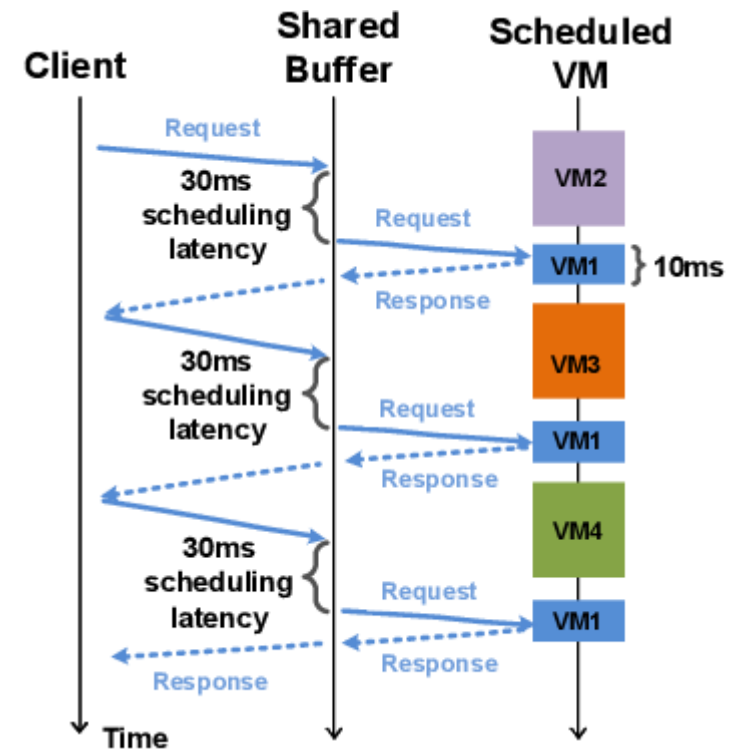 Client
Shared
Buffer
Scheduled
VM
Request
VM2
30ms
scheduling
latency
Request
VM1
10ms
Response
VM3
30ms
scheduling
latency
Request
VM1
Response
VM4
30ms
scheduling
latency
Request
VM1
Response
Response
Time